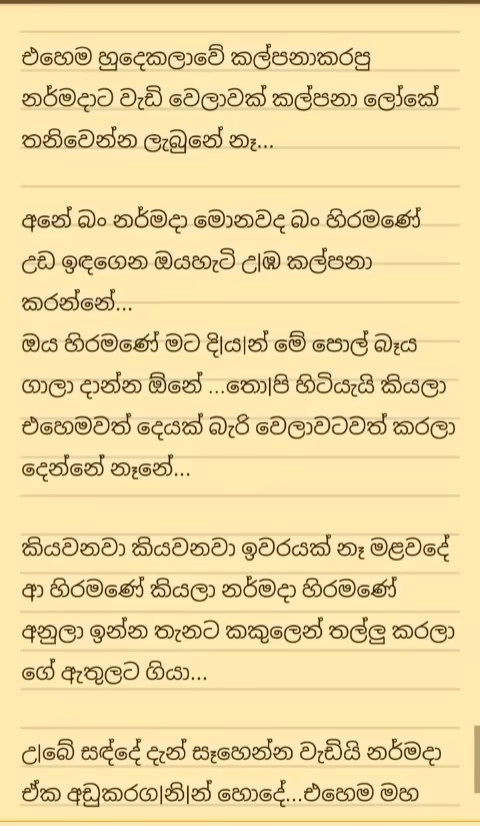 එහෙම හුදෙකලාවේ කල්පනාකරපු
නර්මදාට වැඩි වෙලාවක් කල්පනා ලෝකේ
තනිවෙන්න ලැබුනේ නෑ...
අනේ බං නර්මදා මොනවද බං හිරමණේ
උඩ ඉඳගෙන ඔයහැටි උ|ඹ කල්පනා
කරන්නේ...
ඔය හිරමණේ මට දි|ය|න් මේ පොල් බෑය
ගාලා දාන්න ඕනේ ...තො|පි හිටියැයි කියලා
එහෙමවත් දෙයක් බැරි වෙලාවටවත් කරලා
දෙන්නේ නෑනේ...
කියවනවා කියවනවා ඉවරයක් නෑ මළවදේ
ආ හිරමණේ කියලා නර්මදා හිරමණේ
අනුලා ඉන්න තැනට කකුලෙන් තල්ලු කරලා
ගේ ඇතුලට ගියා...
උ|බේ සද්දේ දැන් සෑහෙන්න වැඩියි නර්මදා
ඒක අඩුකරග|නි|න් හොදේ...එහෙම මහ